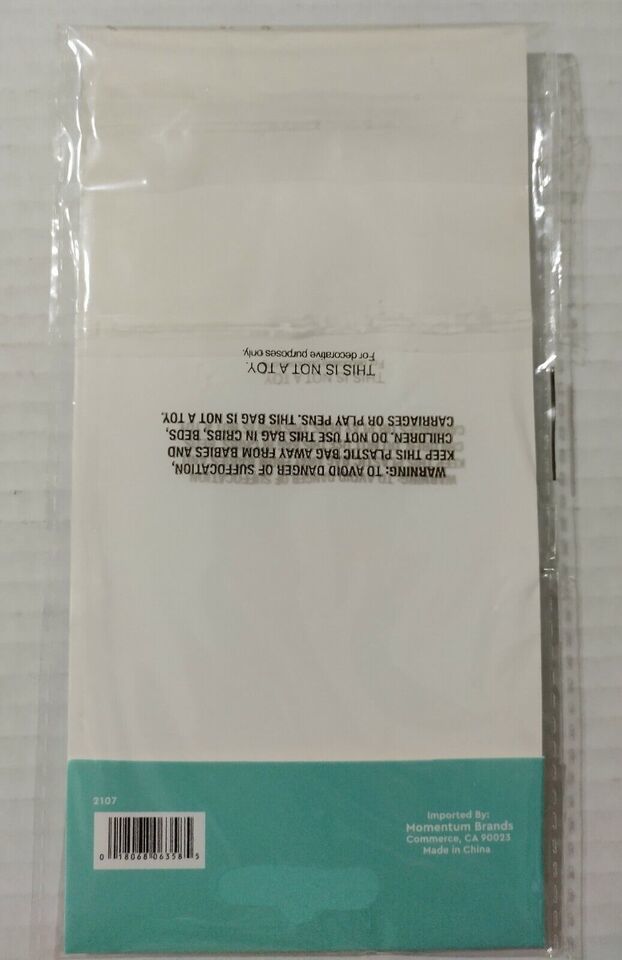 THIS IS NOT A TOY.
For decorative purposes only.
WARNING: TO AVOID DANGER OF SUFFOCATION,
KEEP THIS PLASTIC BAG AWAY FROM BABIES AND
CHILDREN. DO NOT USE THIS BAG IN CRIBS, BEDS,
CARRIAGES OR PLAY PENS. THIS BAG IS NOT A TOY.
2107
0 18068 06358 5
Imported By:
Momentum Brands
Commerce, CA 90023
Made in China